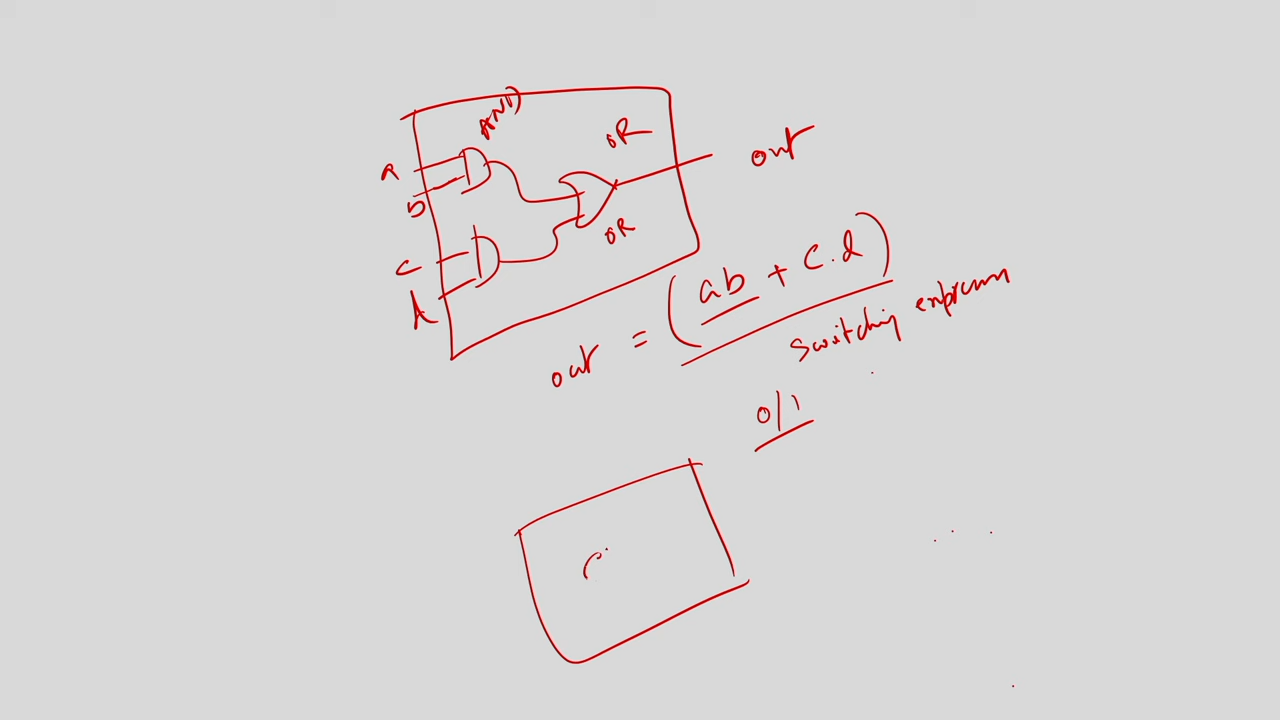 AND
OR
a
b
out
OR
c
d
out = (ab + c.d)
switching expression
0/1